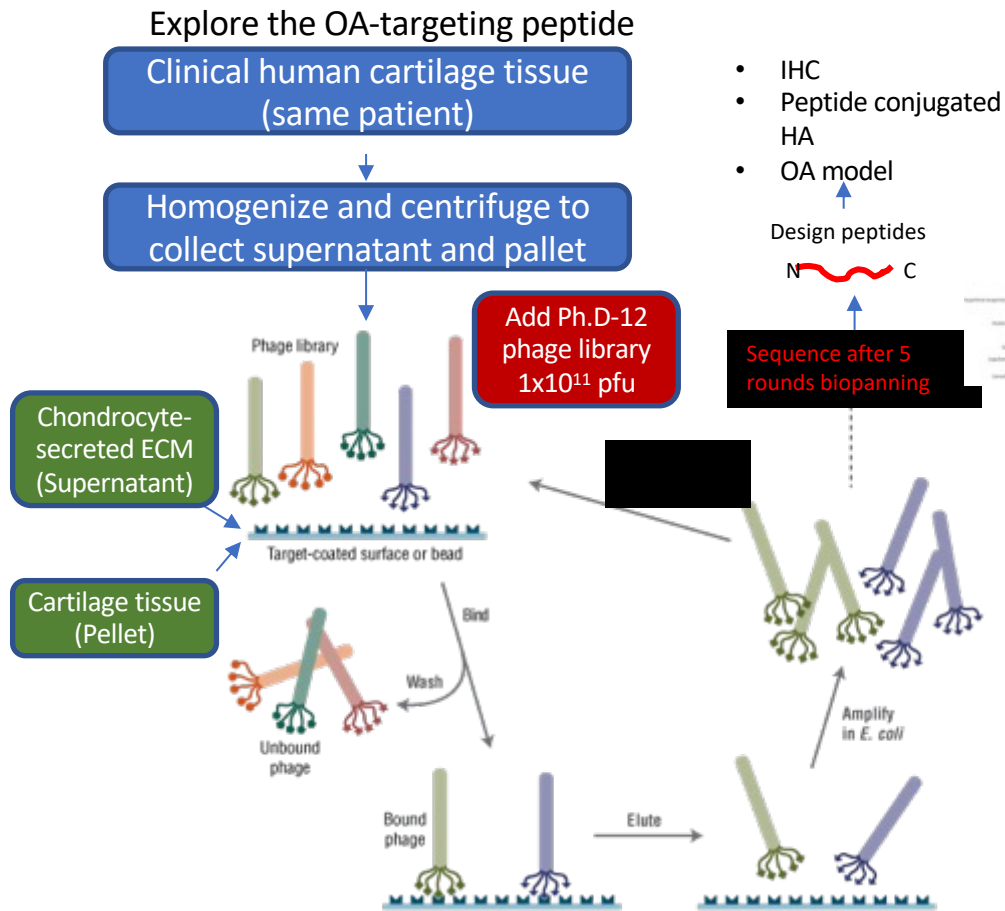 Explore the OA-targeting peptide
Clinical human cartilage tissue
(same patient)
Homogenize and centrifuge to
collect supernatant and pallet
Add Ph.D-12
phage library
1x10¹¹ pfu
Phage library
Chondrocyte-
secreted ECM
(Supernatant)
Target-coated surface or bead
Cartilage tissue
(Pellet)
Bind
Wash
Unbound
phage
Bound
phage
Elute
Amplify
in E. coli
Sequence after 5
rounds biopanning
Design peptides
N C
• IHC
• Peptide conjugated
HA
• OA model